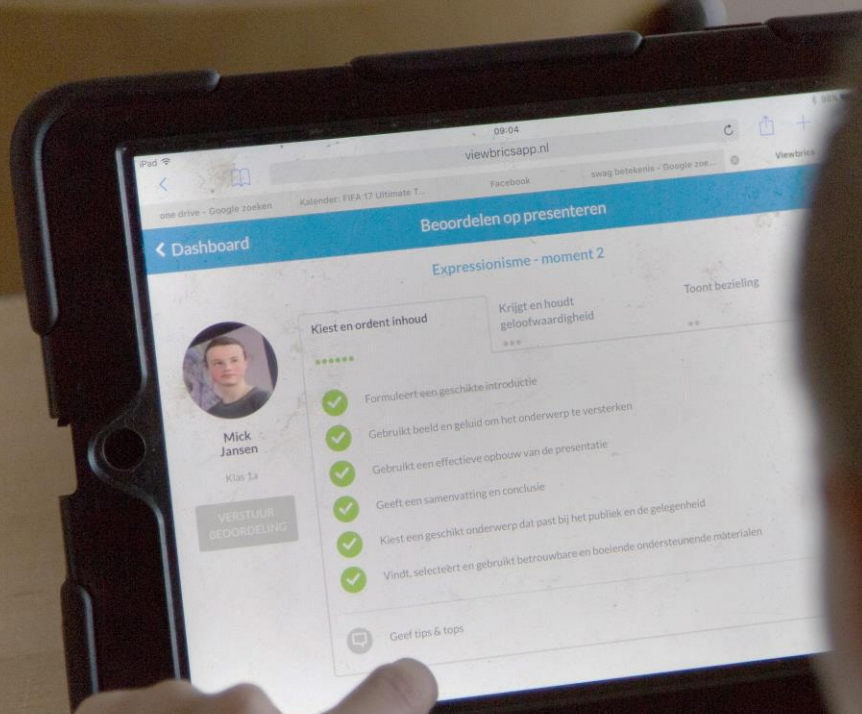 iPad
09:04
98%
viewbricsapp.nl
one drive - Google zoeken
Kalender: FIFA 17 Ultimate T...
Facebook
swag betekenis - Google zoe...
Viewbrics
Dashboard
Beoordelen op presenteren
Expressionisme - moment 2
Mick
Jansen
Klas 1a
VERSTUUR
BEOORDELING
Kiest en ordent inhoud
Krijgt en houdt
geloofwaardigheid
Toont bezieling
Formuleert een geschikte introductie
Gebruikt beeld en geluid om het onderwerp te versterken
Gebruikt een effectieve opbouw van de presentatie
Geeft een samenvatting en conclusie
Kiest een geschikt onderwerp dat past bij het publiek en de gelegenheid
Vindt, selecteert en gebruikt betrouwbare en boeiende ondersteunende materialen
Geef tips & tops